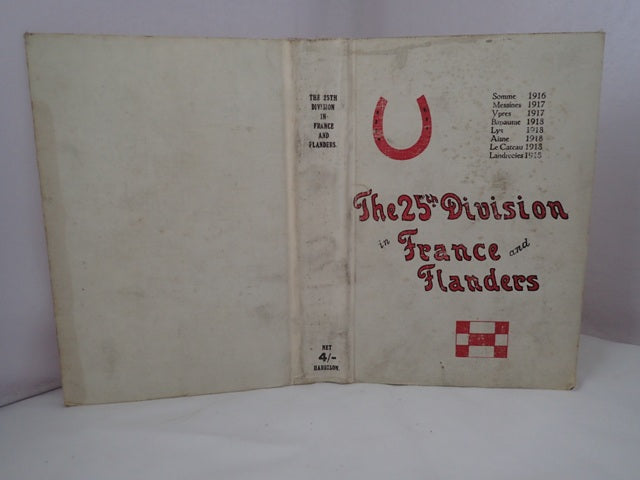 THE 25TH
DIVISION
IN
FRANCE
AND
FLANDERS.
NET
4/-
HARRISON.
Somme 1916
Messines 1917
Ypres 1917
Bapaume 1918
Lys 1918
Aisne 1918
Le Cateau 1918
Landrecies 1918
The 25th Division
in France and
Flanders